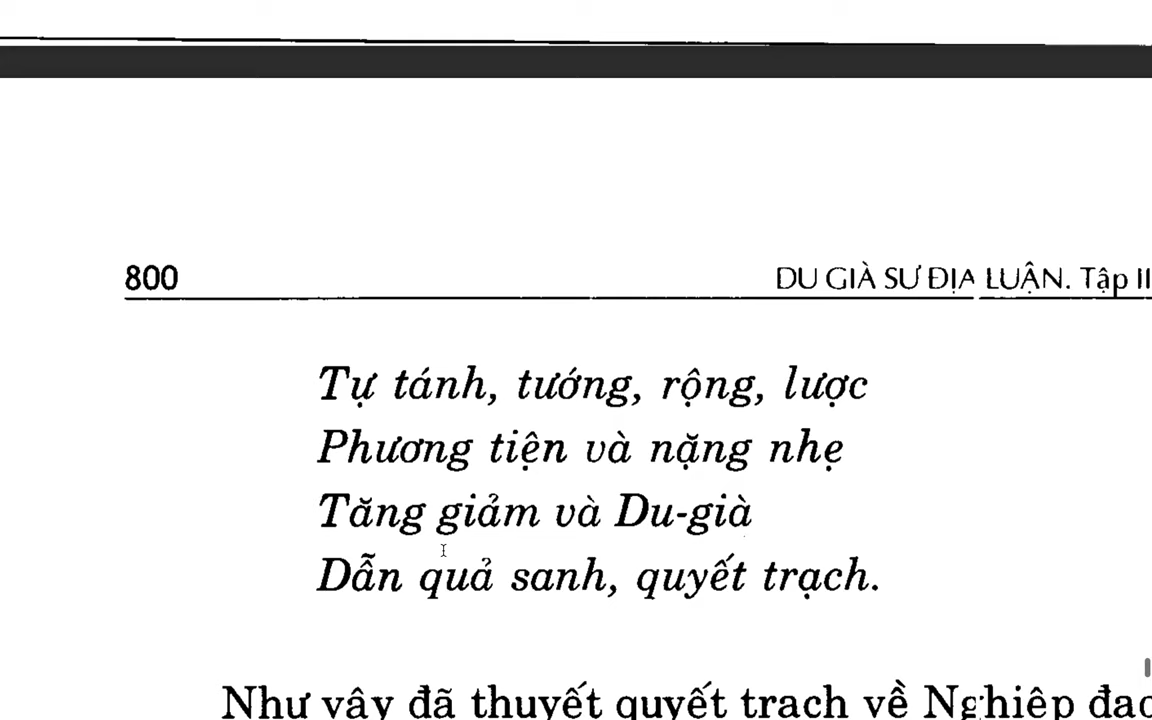 800 DU GIÀ SƯ ĐỊA LUẬN. Tập II
Tự tánh, tướng, rộng, lược
Phương tiện và nặng nhẹ
Tăng giảm và Du-già
Dẫn quả sanh, quyết trạch.
Như vậy đã thuyết quyết trạch về Nghiệp đạo